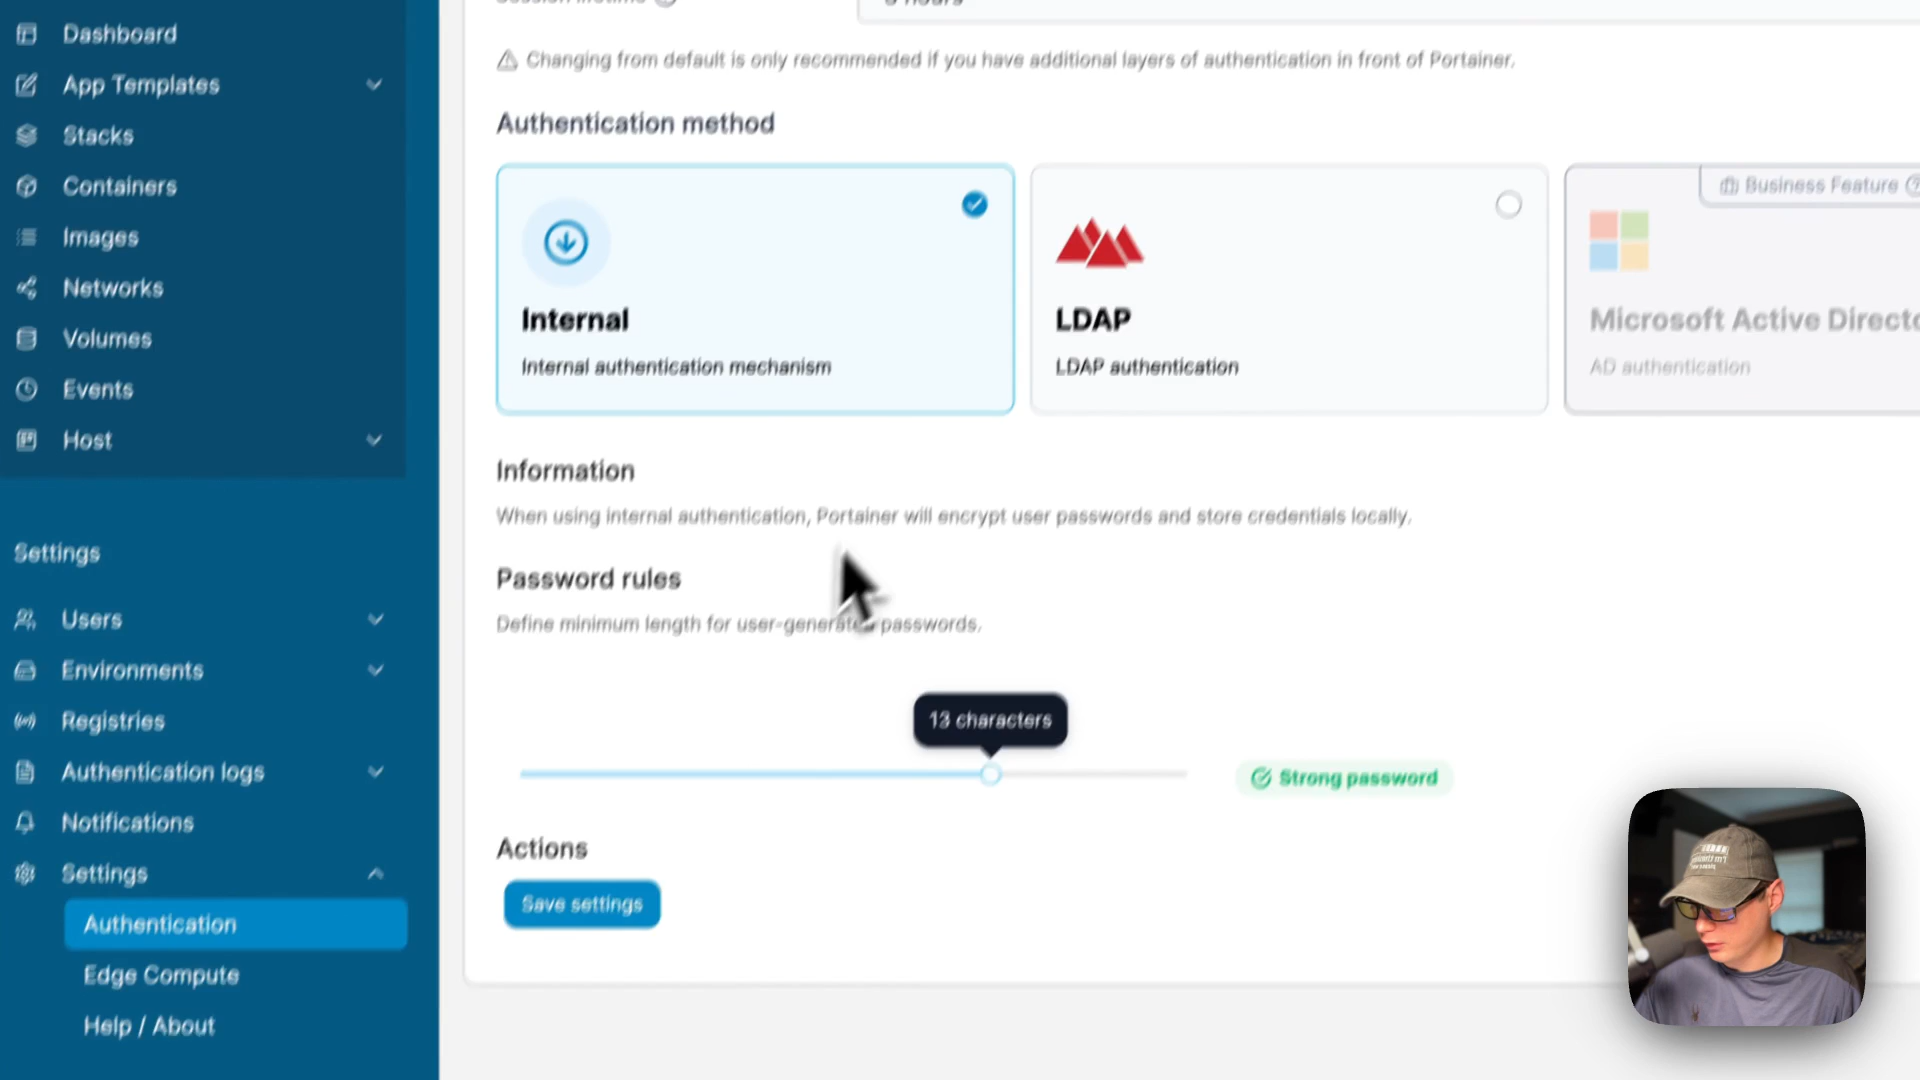 Dashboard
App Templates
Stacks
Containers
Images
Networks
Volumes
Events
Host
Settings
Users
Environments
Registries
Authentication logs
Notifications
Settings
Authentication
Edge Compute
Help / About
Changing from default is only recommended if you have additional layers of authentication in front of Portainer.
Authentication method
Internal
Internal authentication mechanism
LDAP
LDAP authentication
Business Feature
Microsoft Active Directo
AD authentication
Information
When using internal authentication, Portainer will encrypt user passwords and store credentials locally.
Password rules
Define minimum length for user-generated passwords.
13 characters
Strong password
Actions
Save settings